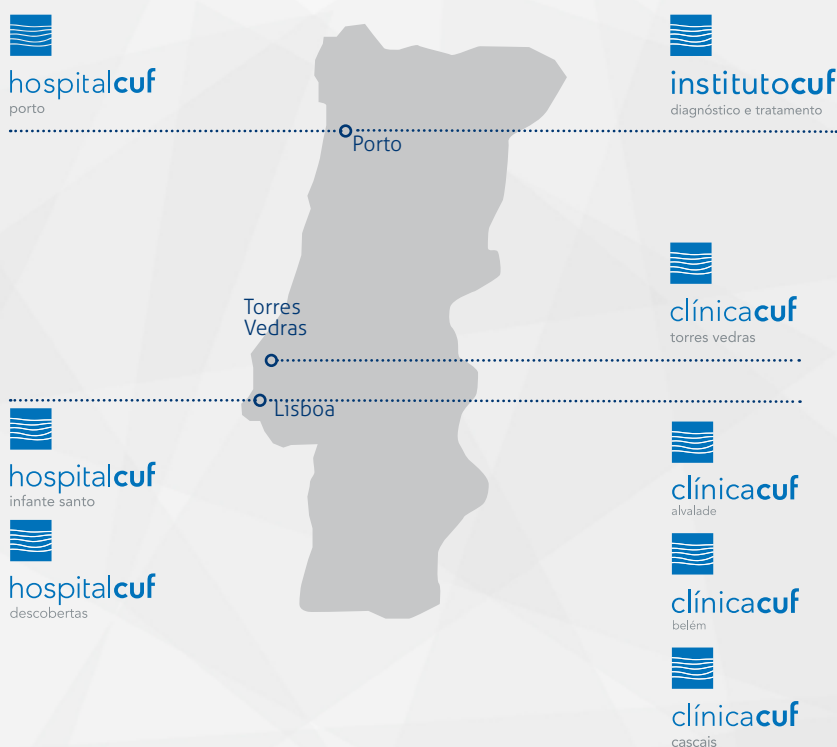 hospitalcuf
porto
institutocuf
diagnóstico e tratamento
Porto
clínicacuf
torres vedras
Torres
Vedras
Lisboa
hospitalcuf
infante santo
hospitalcuf
descobertas
clínicacuf
alvalade
clínicacuf
belém
clínicacuf
cascais